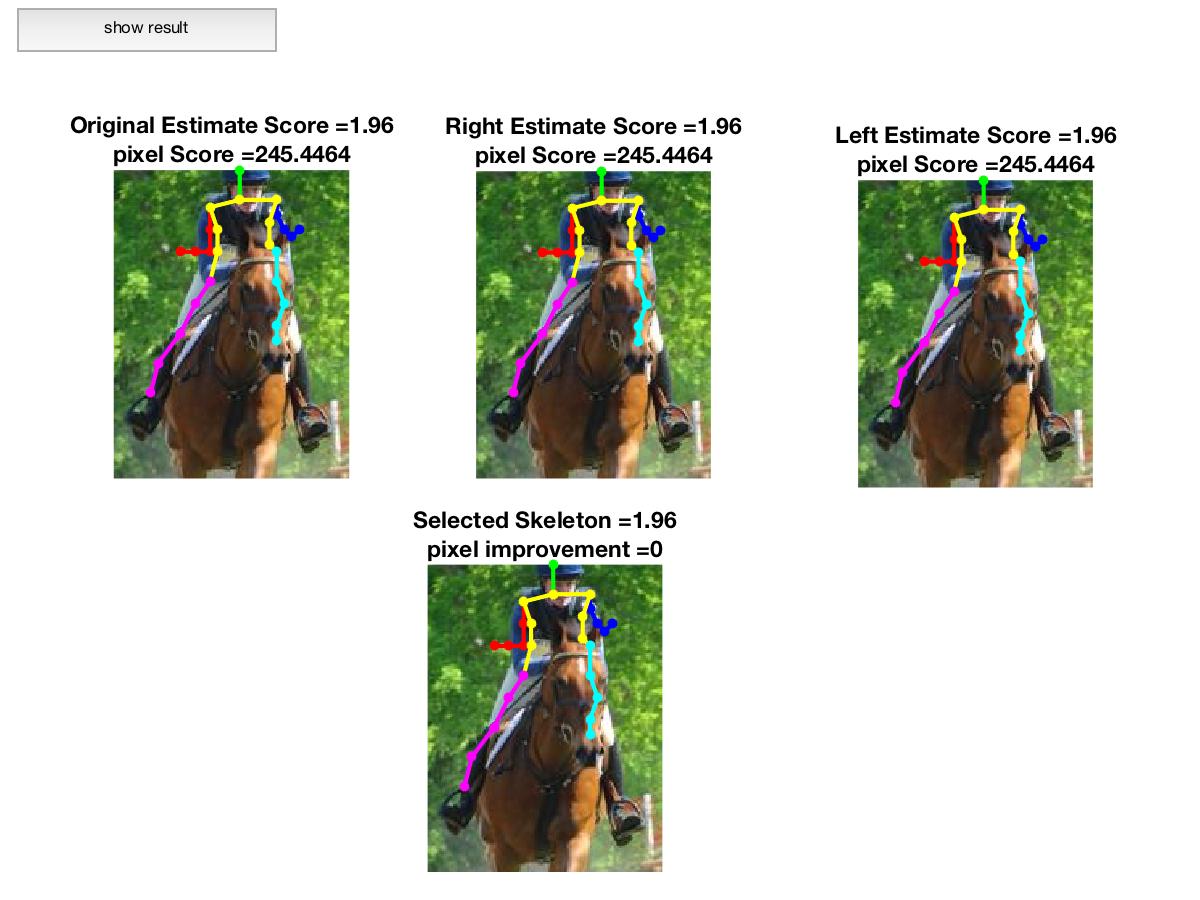 show result
Original Estimate Score =1.96
pixel Score =245.4464
Right Estimate Score =1.96
pixel Score =245.4464
Left Estimate Score =1.96
pixel Score =245.4464
Selected Skeleton =1.96
pixel improvement =0